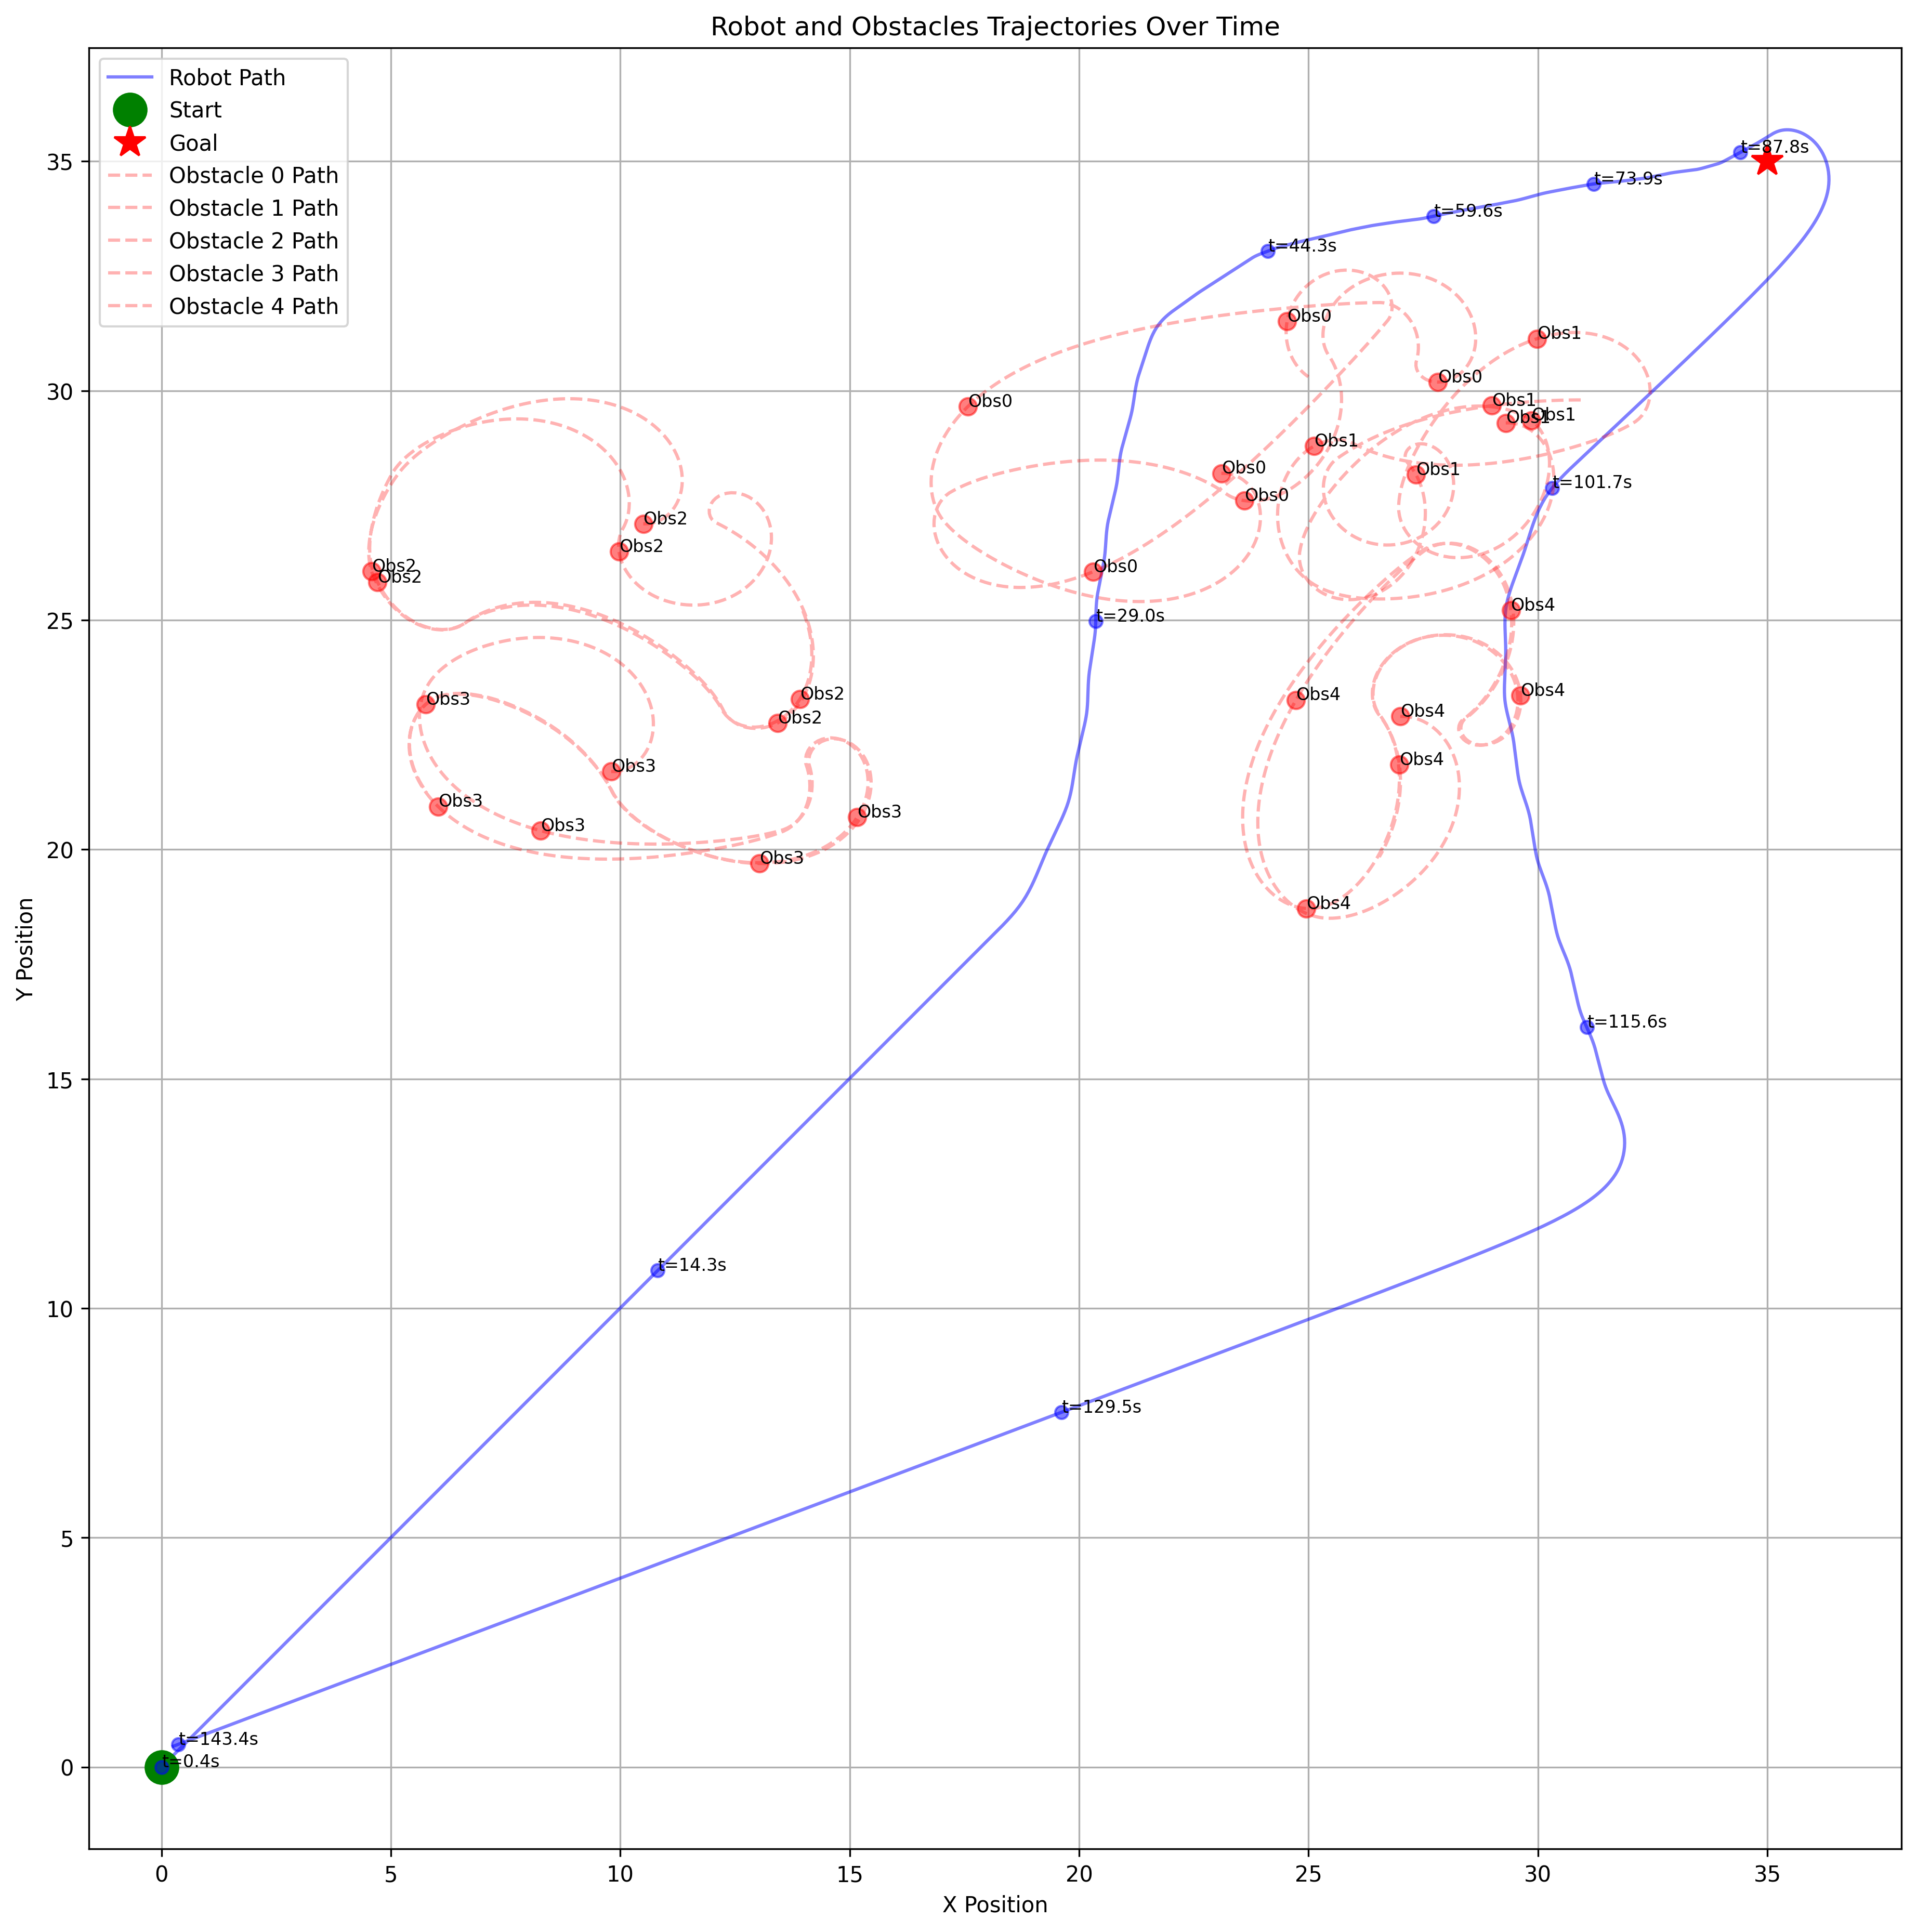 Robot and Obstacles Trajectories Over Time
Robot Path
Start
Goal
Obstacle 0 Path
Obstacle 1 Path
Obstacle 2 Path
Obstacle 3 Path
Obstacle 4 Path
t=87.8s
t=73.9s
t=59.6s
t=44.3s
Obs0
Obs1
Obs0
Obs0
Obs1
Obs1
Obs1
Obs1
Obs0
Obs1
Obs0
t=101.7s
Obs2
Obs2
Obs2
Obs2
Obs0
t=29.0s
Obs4
Obs3
Obs2
Obs2
Obs4
Obs4
Obs4
Obs4
Obs3
Obs3
Obs3
Obs3
Obs3
Obs4
t=115.6s
t=14.3s
t=129.5s
t=143.4s
t=0.4s
35
30
25
20
15
10
5
0
Y Position
0 5 10 15 20 25 30 35
X Position